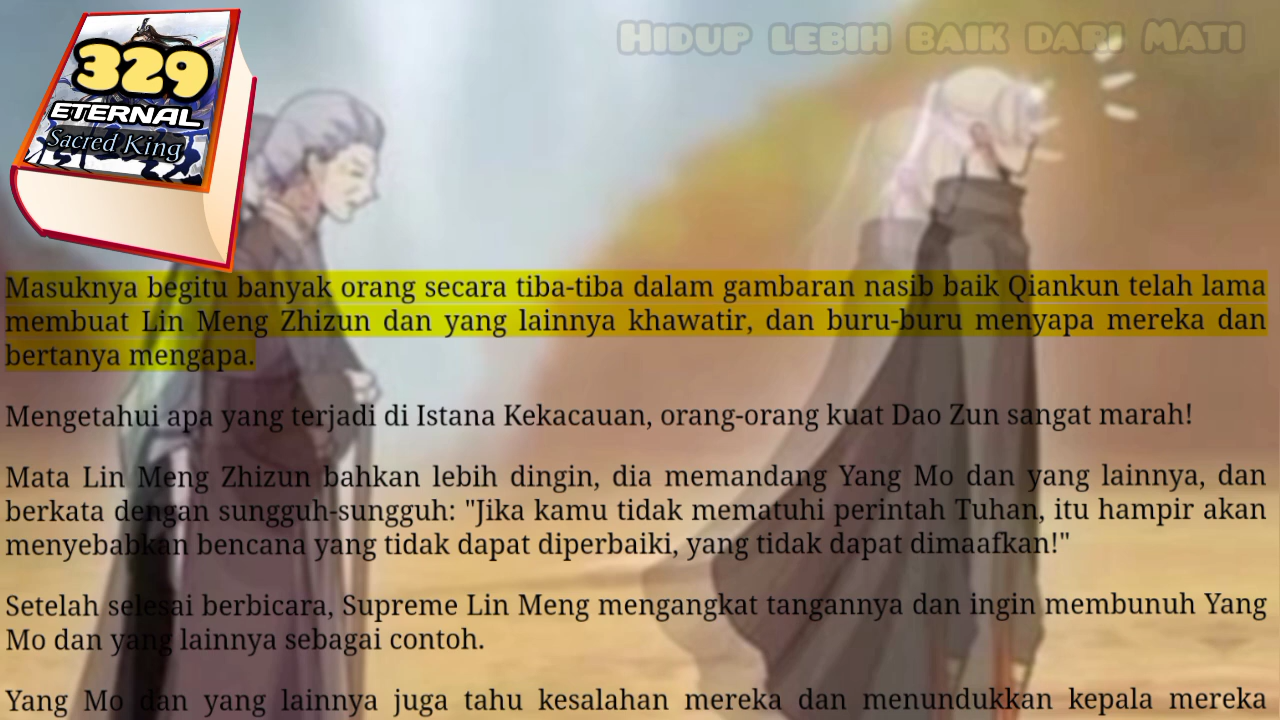 329
ETERNAL
Sacred King
Hidup lebih baik dari Mati
Masuknya begitu banyak orang secara tiba-tiba dalam gambaran nasib baik Qiankun telah lama
membuat Lin Meng Zhizun dan yang lainnya khawatir, dan buru-buru menyapa mereka dan
bertanya mengapa.
Mengetahui apa yang terjadi di Istana Kekacauan, orang-orang kuat Dao Zun sangat marah!
Mata Lin Meng Zhizun bahkan lebih dingin, dia memandang Yang Mo dan yang lainnya, dan
berkata dengan sungguh-sungguh: "Jika kamu tidak mematuhi perintah Tuhan, itu hampir akan
menyebabkan bencana yang tidak dapat diperbaiki, yang tidak dapat dimaafkan!"
Setelah selesai berbicara, Supreme Lin Meng mengangkat tangannya dan ingin membunuh Yang
Mo dan yang lainnya sebagai contoh.
Yang Mo dan yang lainnya juga tahu kesalahan mereka dan menundukkan kepala mereka